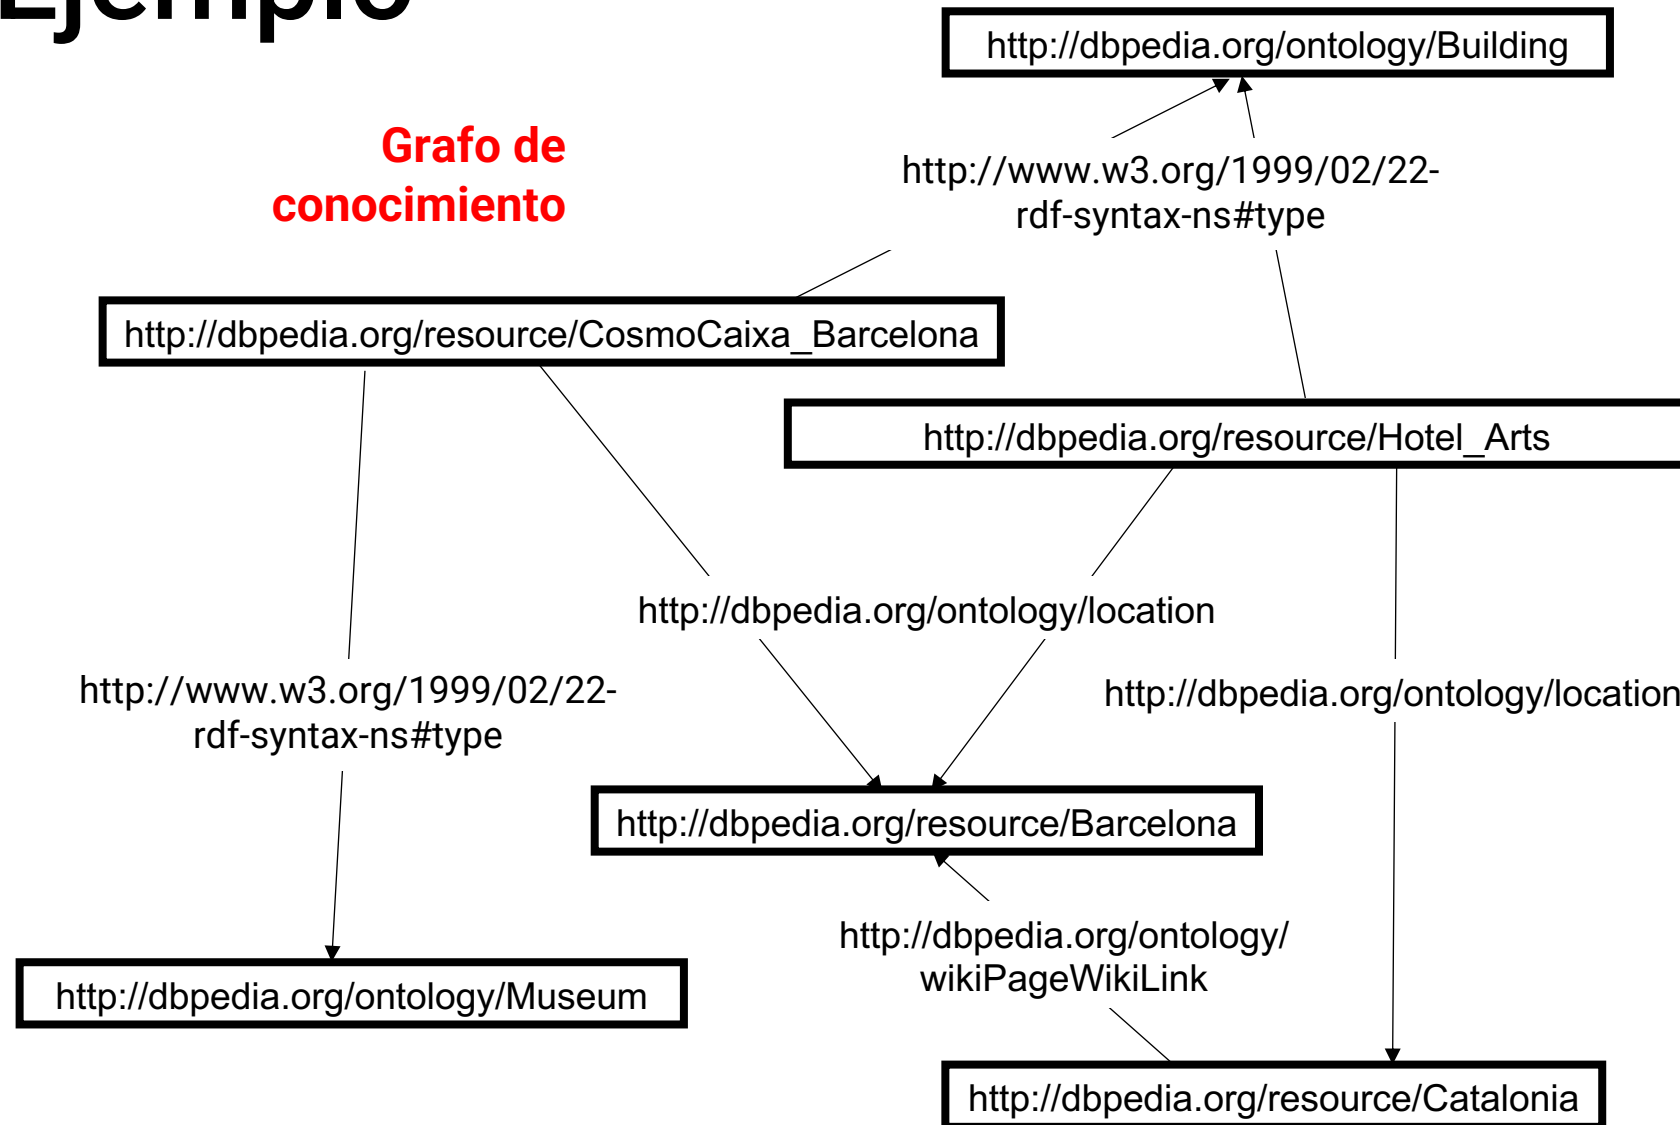 Ejemplo
http://dbpedia.org/ontology/Building
Grafo de
conocimiento
http://www.w3.org/1999/02/22-
rdf-syntax-ns#type
http://dbpedia.org/resource/CosmoCaixa_Barcelona
http://dbpedia.org/resource/Hotel_Arts
http://dbpedia.org/ontology/location
http://www.w3.org/1999/02/22-
rdf-syntax-ns#type
http://dbpedia.org/ontology/location
http://dbpedia.org/resource/Barcelona
http://dbpedia.org/ontology/
wikiPageWikiLink
http://dbpedia.org/ontology/Museum
http://dbpedia.org/resource/Catalonia